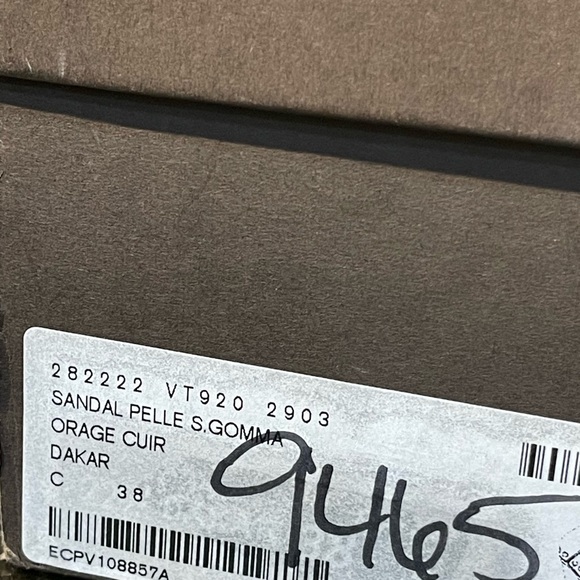 282222 VT920 2903
SANDAL PELLE S.GOMMA
ORAGE CUIR
DAKAR
C 38
9465
ECPV108857A